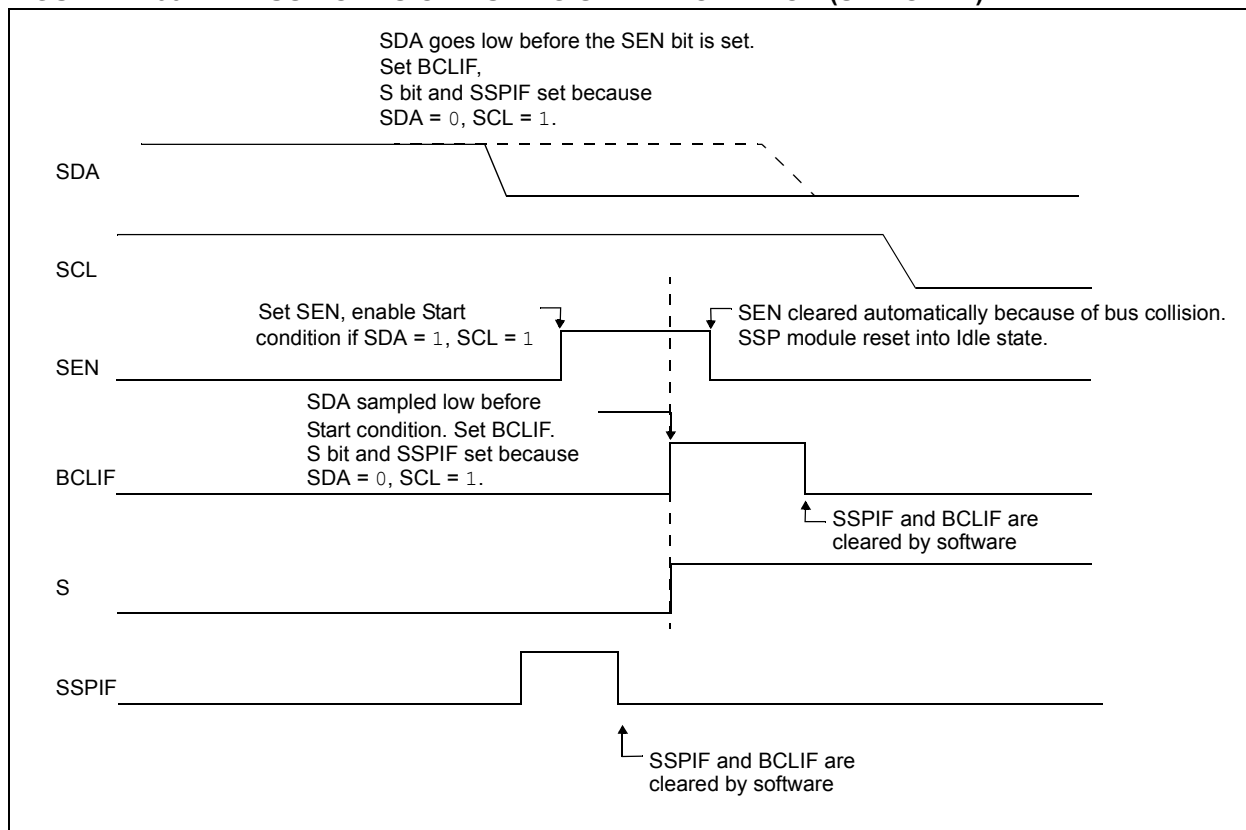 SDA goes low before the SEN bit is set.
Set BCLIF,
S bit and SSPIF set because
SDA = 0, SCL = 1.
SDA
SCL
Set SEN, enable Start
condition if SDA = 1, SCL = 1
SEN cleared automatically because of bus collision.
SSP module reset into Idle state.
SEN
SDA sampled low before
Start condition. Set BCLIF.
S bit and SSPIF set because
SDA = 0, SCL = 1.
BCLIF
SSPIF and BCLIF are
cleared by software
S
SSPIF
SSPIF and BCLIF are
cleared by software